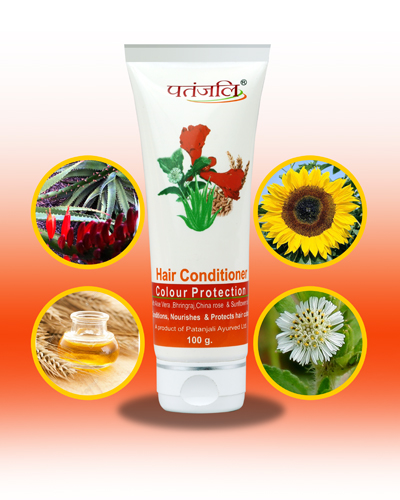 पतंजलि®
Hair Conditioner
Colour Protection
Aloe Vera ,Bhringraj,China rose & Sunflower
Conditions, Nourishes & Protects hair
A product of Patanjali Ayurved Ltd.
100 g.